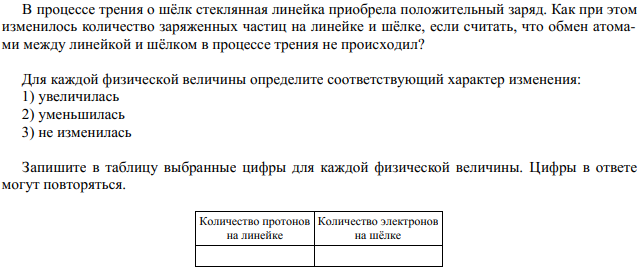 В процессе трения о шёлк стеклянная линейка приобрела положительный заряд. Как при этом
изменилось количество заряженных частиц на линейке и шёлке, если считать, что обмен атома-
ми между линейкой и шёлком в процессе трения не происходил?
Для каждой физической величины определите соответствующий характер изменения:
1) увеличилась
2) уменьшилась
3) не изменилась
Запишите в таблицу выбранные цифры для каждой физической величины. Цифры в ответе
могут повторяться.
Количество протонов Количество электронов
на линейке на шёлке